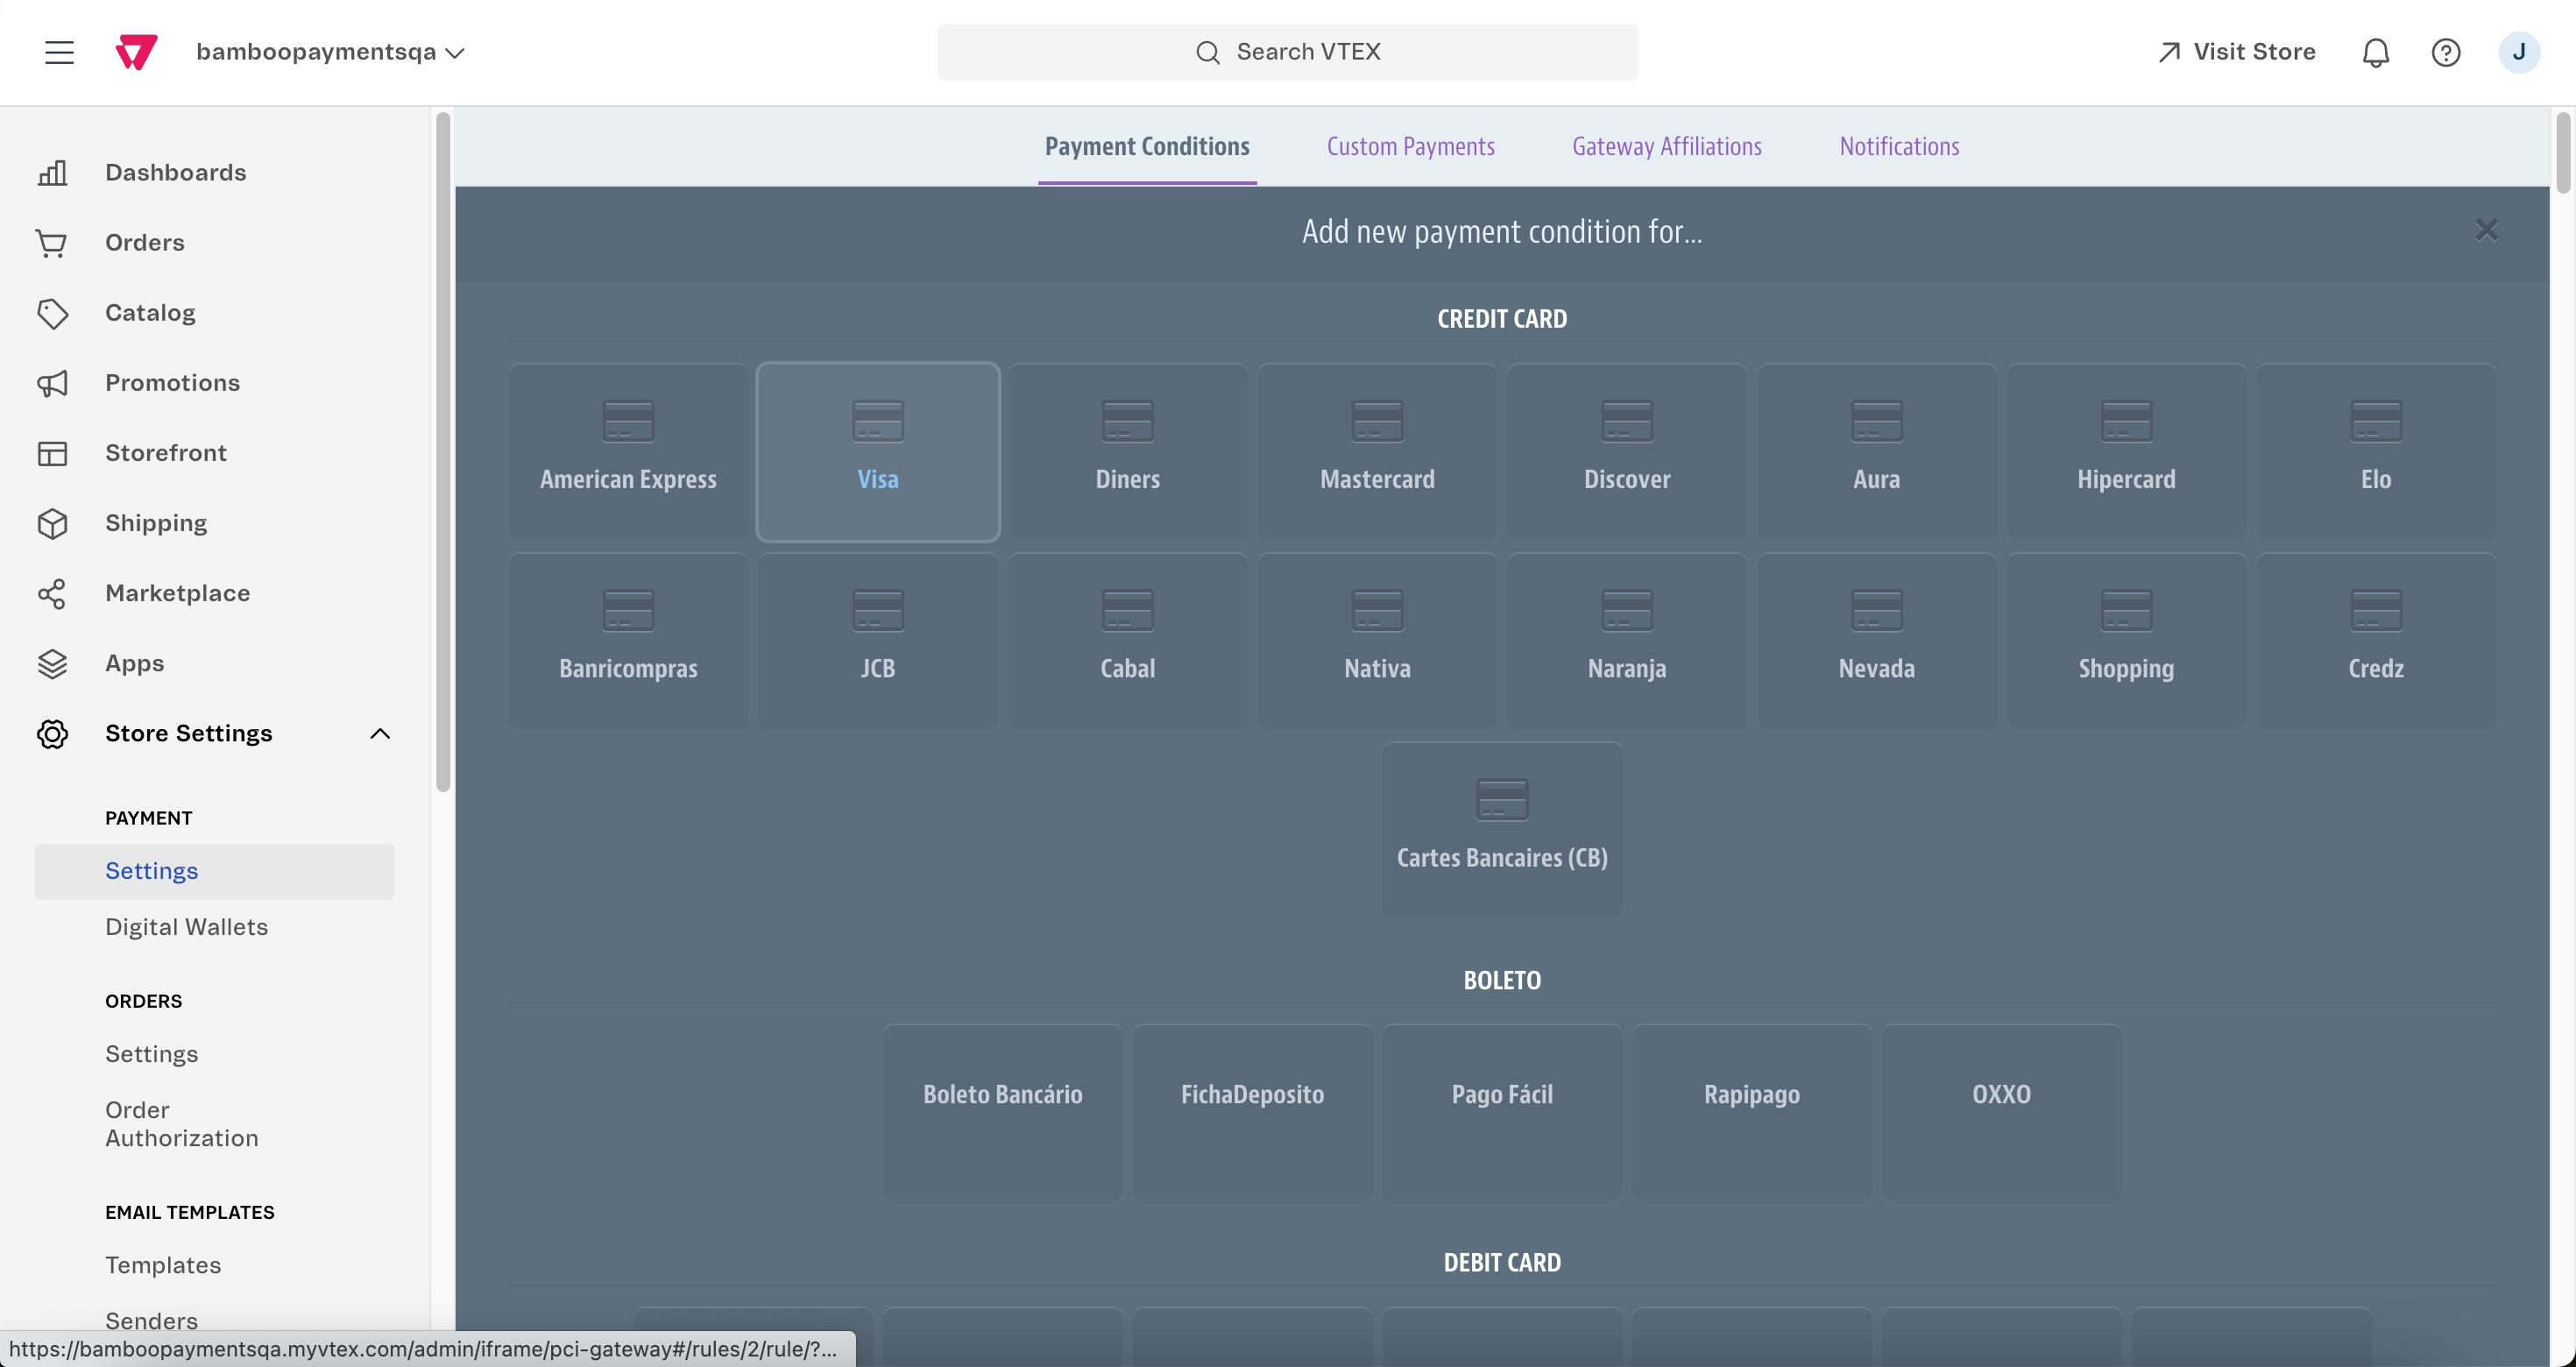 bamboopaymentsqa
Search VTEX
Visit Store
J
Dashboards
Orders
Catalog
Promotions
Storefront
Shipping
Marketplace
Apps
Store Settings
PAYMENT
Settings
Digital Wallets
ORDERS
Settings
Order
Authorization
EMAIL TEMPLATES
Templates
Senders
Payment Conditions
Custom Payments
Gateway Affiliations
Notifications
Add new payment condition for...
CREDIT CARD
American Express
Visa
Diners
Mastercard
Discover
Aura
Hipercard
Elo
Banricompras
JCB
Cabal
Nativa
Naranja
Nevada
Shopping
Credz
Cartes Bancaires (CB)
BOLETO
Boleto Bancário
FichaDeposito
Pago Fácil
Rapipago
OXXO
DEBIT CARD
https://bamboopaymentsqa.myvtex.com/admin/iframe/pci-gateway#/rules/2/rule/?...